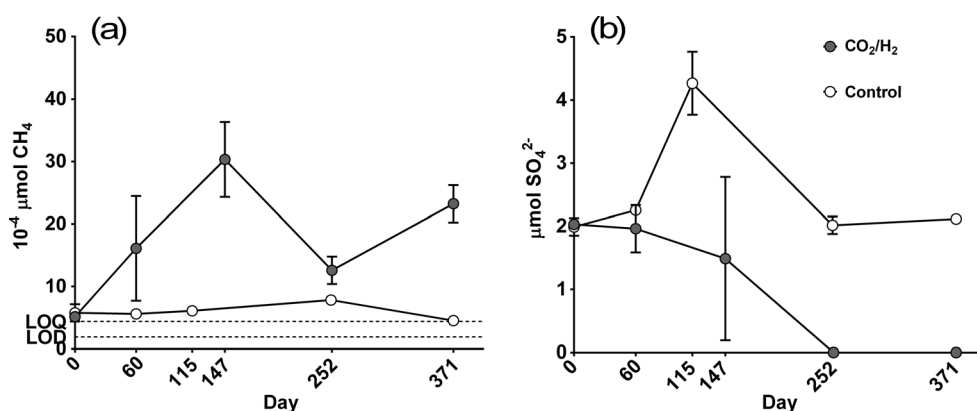 (a)
50
40
30
20
10
LOQ
LOD
0
10⁻⁴ µmol CH₄
0 60 115 147 252 371
Day
(b)
5
4
3
2
1
0
µmol SO₄²⁻
CO₂/H₂
Control
0 60 115 147 252 371
Day